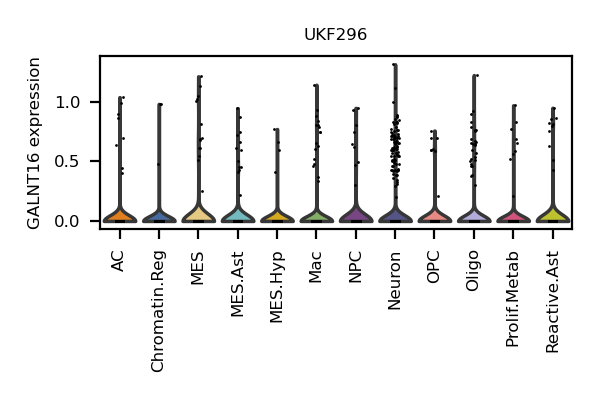 UKF296
GALNT16 expression
1.0
0.5
0.0
AC
Chromatin.Reg
MES
MES.Ast
MES.Hyp
Mac
NPC
Neuron
OPC
Oligo
Prolif.Metab
Reactive.Ast